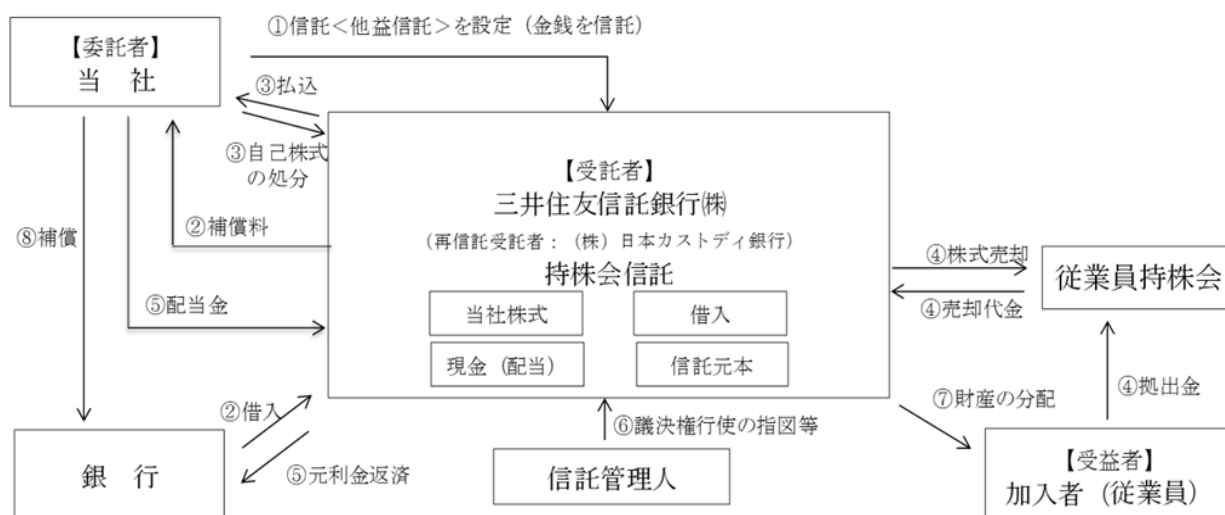 ①信託＜他益信託＞を設定（金銭を信託）
【委託者】
当　社
③払込
③自己株式
の処分
【受託者】
三井住友信託銀行㈱
（再信託受託者：（株）日本カストディ銀行）
持株会信託
②補償料
⑧補償
④株式売却
従業員持株会
④売却代金
⑤配当金
当社株式
借入
現金（配当）
信託元本
④拠出金
⑦財産の分配
②借入
⑥議決権行使の指図等
銀　行
⑤元利金返済
信託管理人
【受益者】
加入者（従業員）